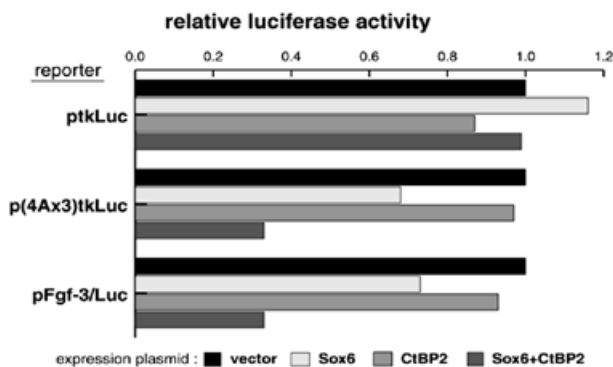 relative luciferase activity
reporter
0.0 0.2 0.4 0.6 0.8 1.0 1.2
ptkLuc
p(4Ax3)tkLuc
pFgf-3/Luc
expression plasmid : vector Sox6 CtBP2 Sox6+CtBP2